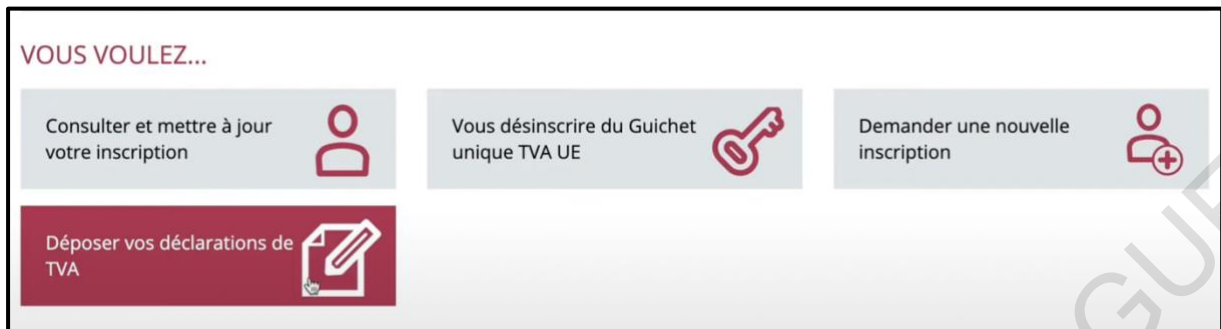 VOUS VOULEZ...
Consulter et mettre à jour
votre inscription
Vous désinscrire du Guichet
unique TVA UE
Demander une nouvelle
inscription
Déposer vos déclarations de
TVA